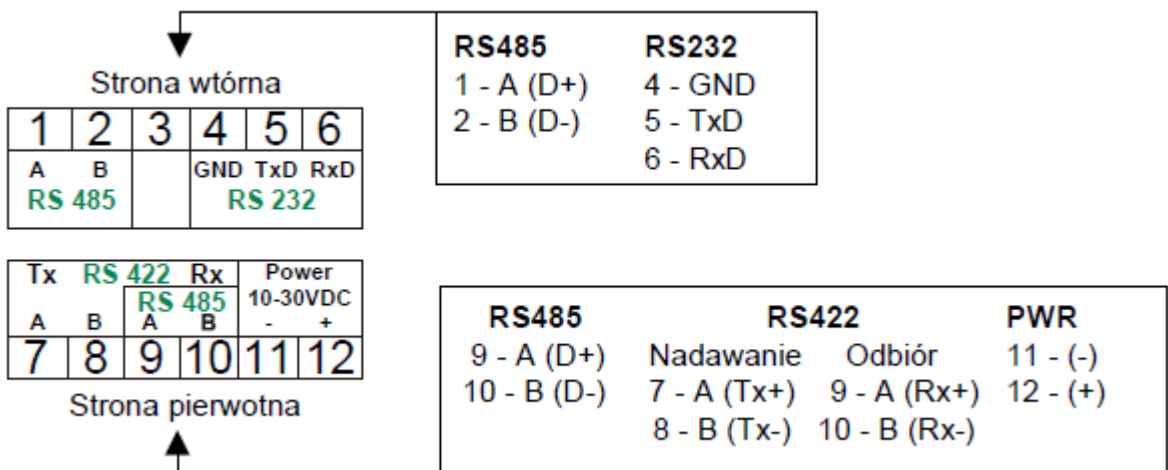 Strona wtórna
1 2 3 4 5 6
A B GND TxD RxD
RS 485 RS 232
RS485 RS232
1 - A (D+) 4 - GND
2 - B (D-) 5 - TxD
6 - RxD
Tx RS 422 Rx Power
RS 485 10-30VDC
A B A B - +
7 8 9 10 11 12
Strona pierwotna
RS485 RS422 PWR
9 - A (D+) Nadawanie Odbiór 11 - (-)
10 - B (D-) 7 - A (Tx+) 9 - A (Rx+) 12 - (+)
8 - B (Tx-) 10 - B (Rx-)